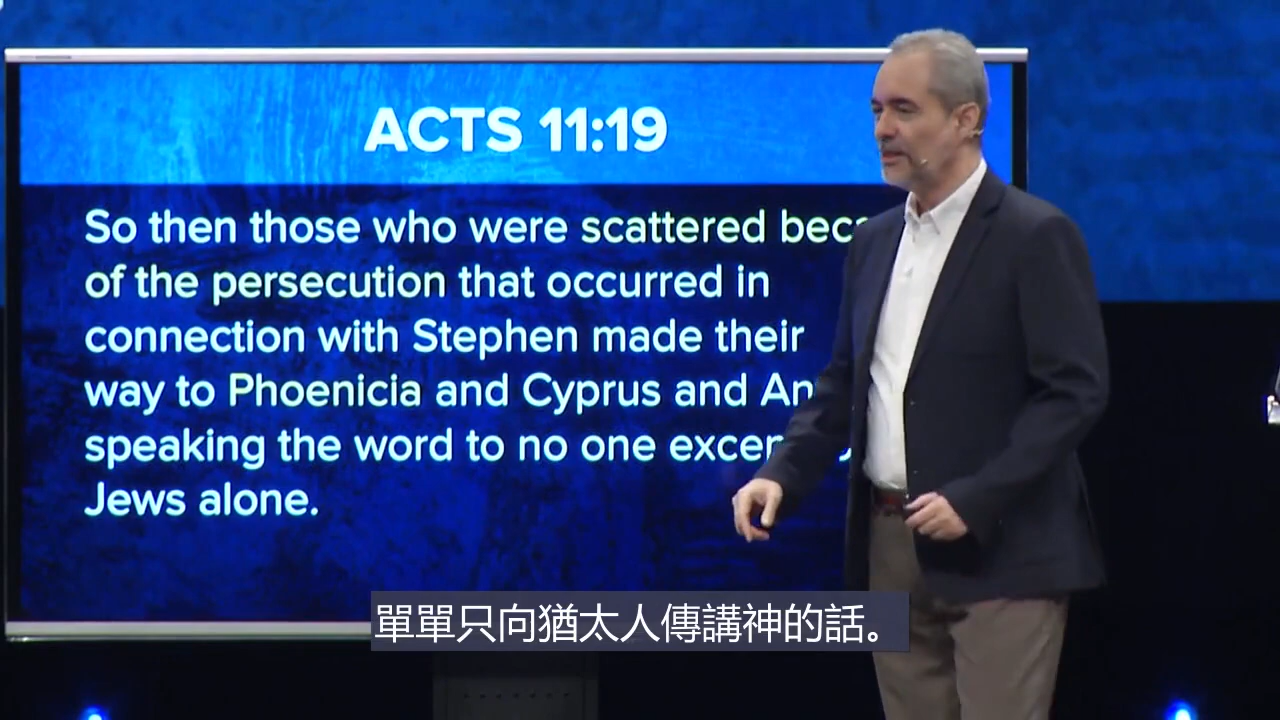 ACTS 11:19
So then those who were scattered
of the persecution that occurred in
connection with Stephen made their
way to Phoenicia and Cyprus and
speaking the word to no one
Jews alone.
單單只向猶太人傳講神的話。